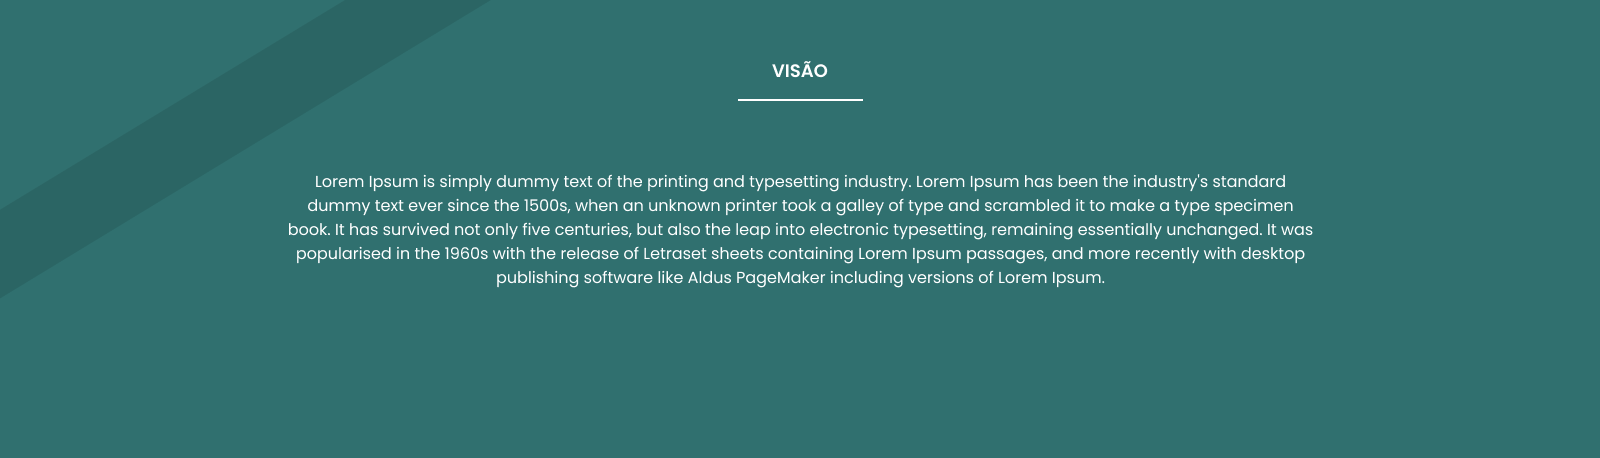 VISÃO
Lorem Ipsum is simply dummy text of the printing and typesetting industry. Lorem Ipsum has been the industry's standard
dummy text ever since the 1500s, when an unknown printer took a galley of type and scrambled it to make a type specimen
book. It has survived not only five centuries, but also the leap into electronic typesetting, remaining essentially unchanged. It was
popularised in the 1960s with the release of Letraset sheets containing Lorem Ipsum passages, and more recently with desktop
publishing software like Aldus PageMaker including versions of Lorem Ipsum.